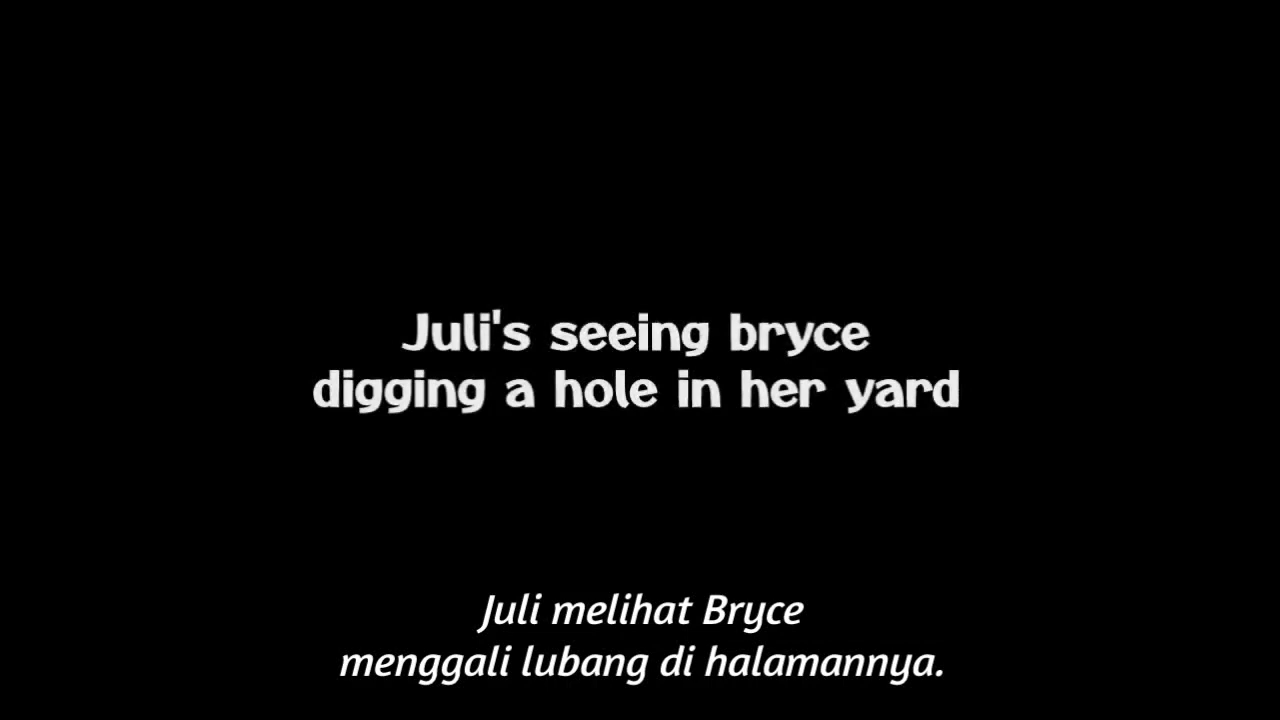 Juli's seeing bryce
digging a hole in her yard
Juli melihat Bryce
menggali lubang di halamannya.